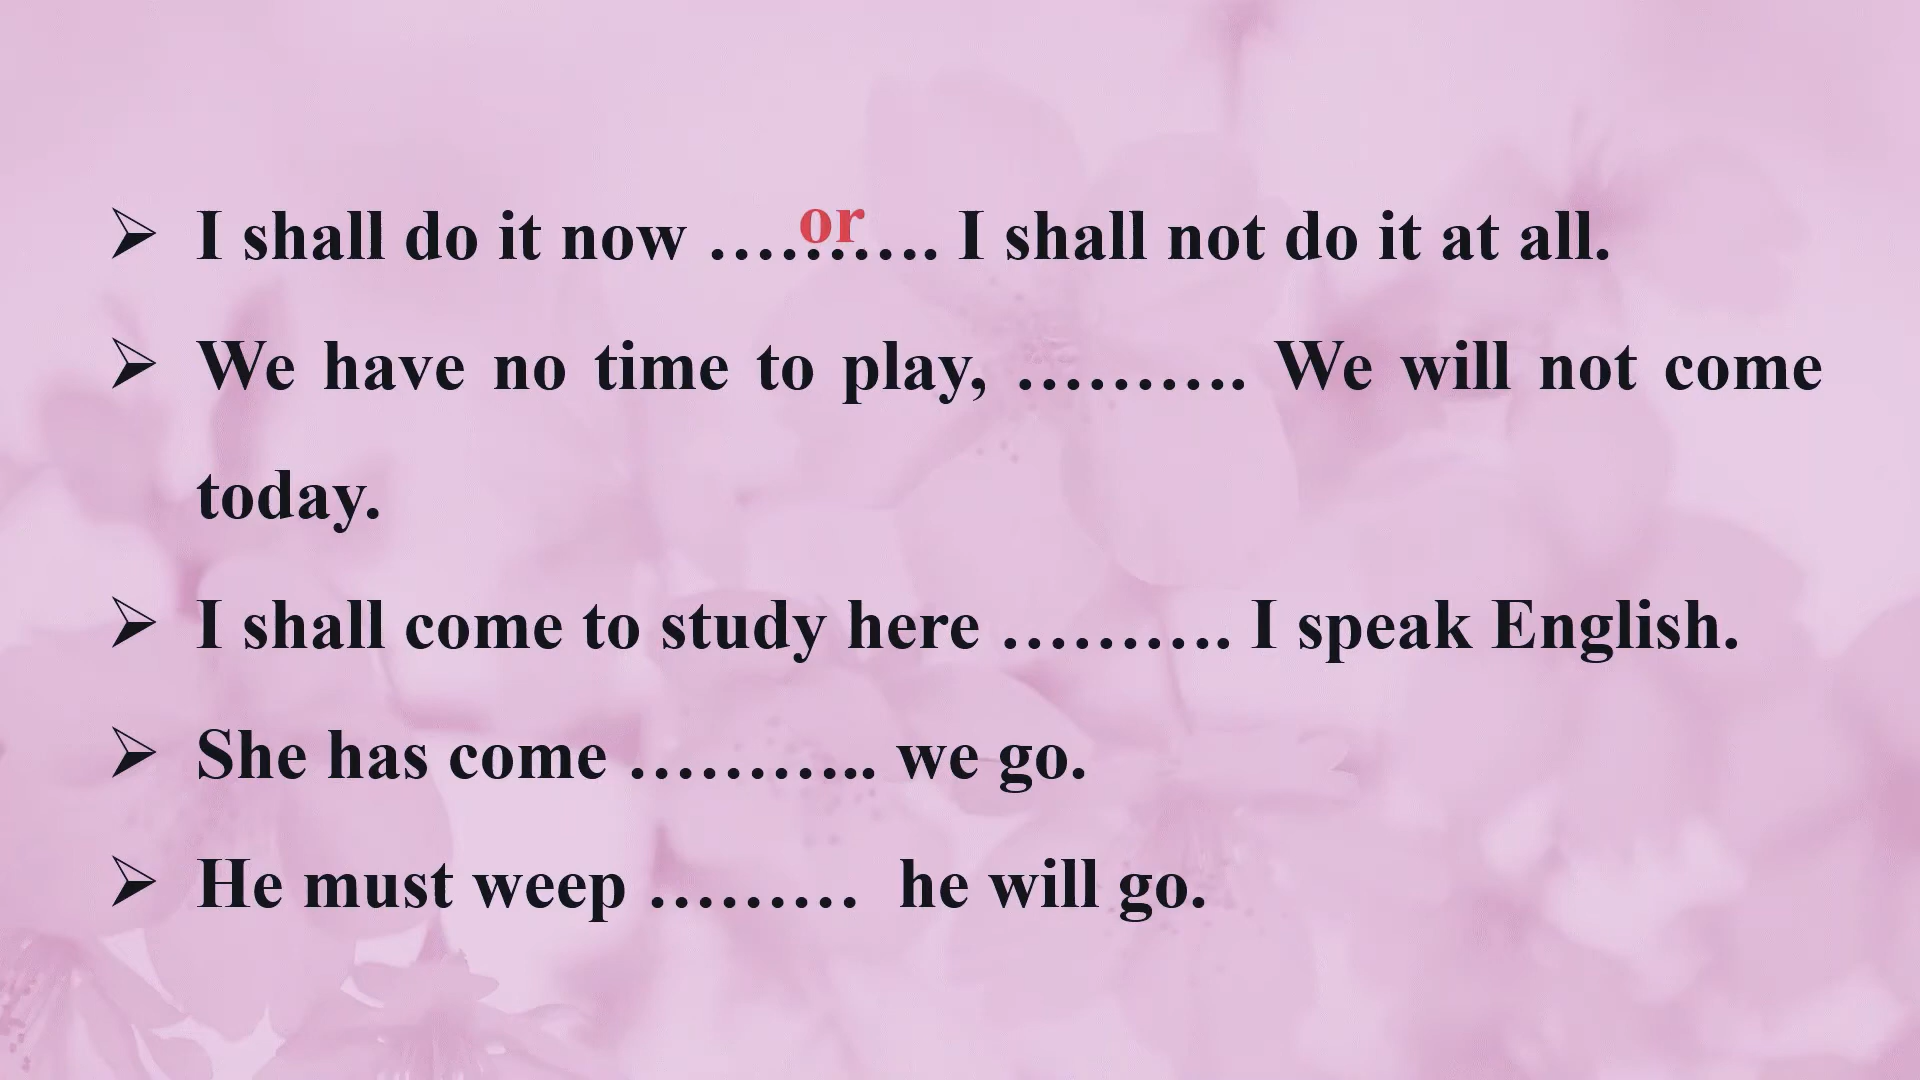 ➢ I shall do it now ………. or I shall not do it at all.
➢ We have no time to play, ………. We will not come
today.
➢ I shall come to study here ………. I speak English.
➢ She has come ……….. we go.
➢ He must weep ……… he will go.